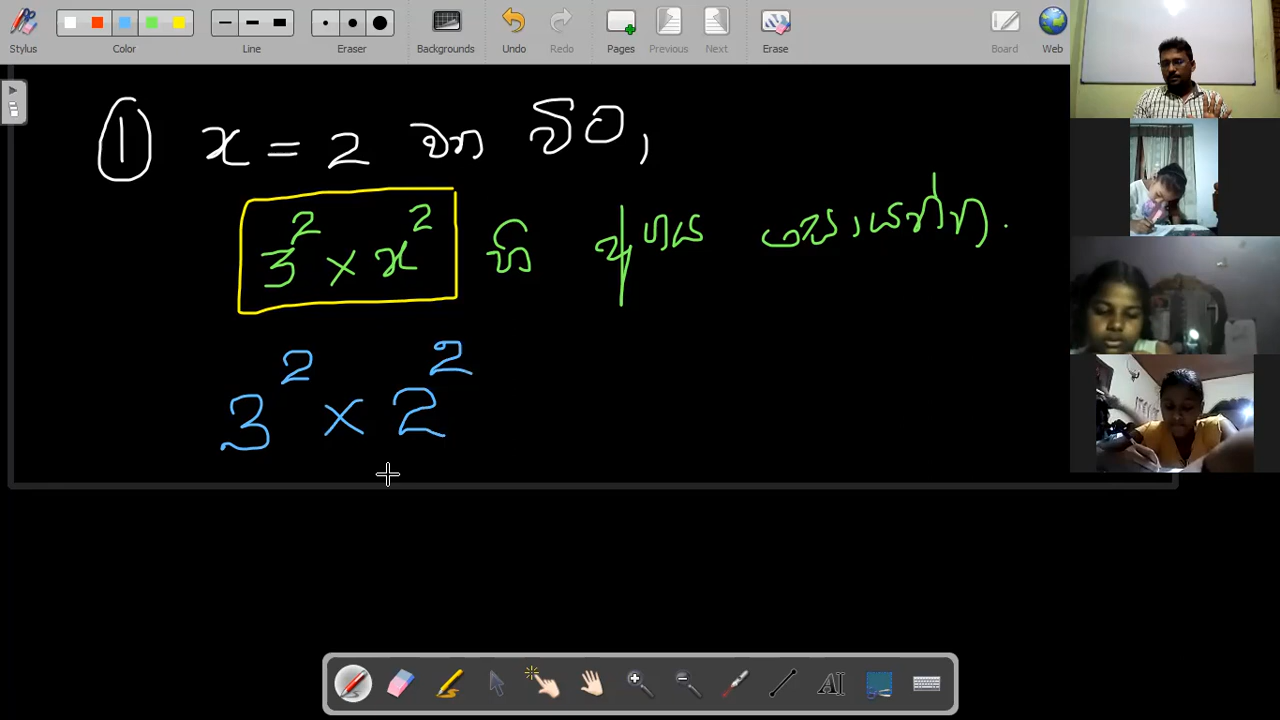 Stylus Color Line Eraser Backgrounds Undo Redo Pages Previous Next Erase Board Web
① x = 2 වන විට,
3² × x² හි අගය සොයන්න.
3² × 2²
AI